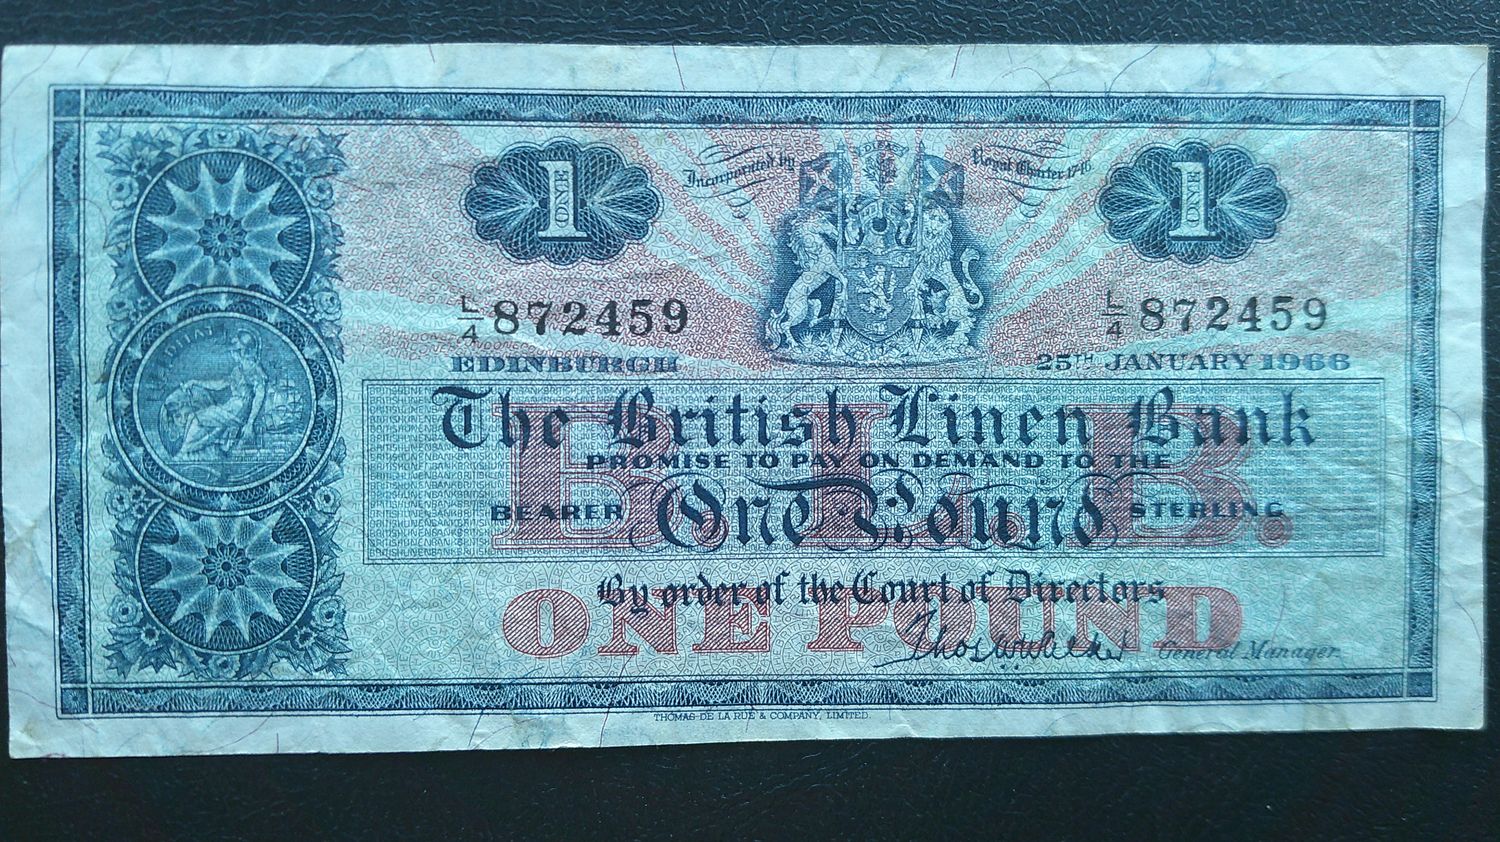 Incorporated by Royal Charter 1746
1 ONE
1 ONE
L/4 872459
L/4 872459
EDINBURGH
25TH JANUARY 1966
The British Linen Bank
B.L.B.
PROMISE TO PAY ON DEMAND TO THE
BEARER One Pound STERLING
By order of the Court of Directors
ONE POUND
General Manager
THOMAS DE LA RUE & COMPANY, LIMITED.